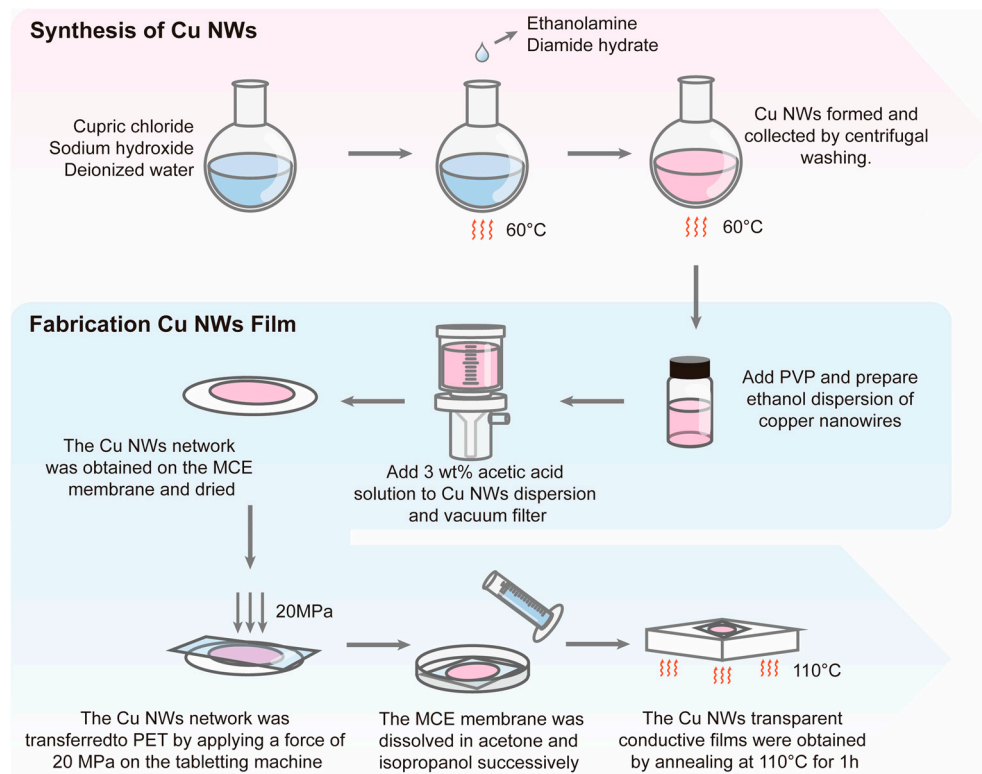 Synthesis of Cu NWs
Ethanolamine
Diamide hydrate
Cupric chloride
Sodium hydroxide
Deionized water
Cu NWs formed and
collected by centrifugal
washing.
60°C
60°C
Fabrication Cu NWs Film
Add PVP and prepare
ethanol dispersion of
copper nanowires
Add 3 wt% acetic acid
solution to Cu NWs dispersion
and vacuum filter
The Cu NWs network
was obtained on the MCE
membrane and dried
20MPa
110°C
The Cu NWs network was
transferredto PET by applying a force of
20 MPa on the tabletting machine
The MCE membrane was
dissolved in acetone and
isopropanol successively
The Cu NWs transparent
conductive films were obtained
by annealing at 110°C for 1h